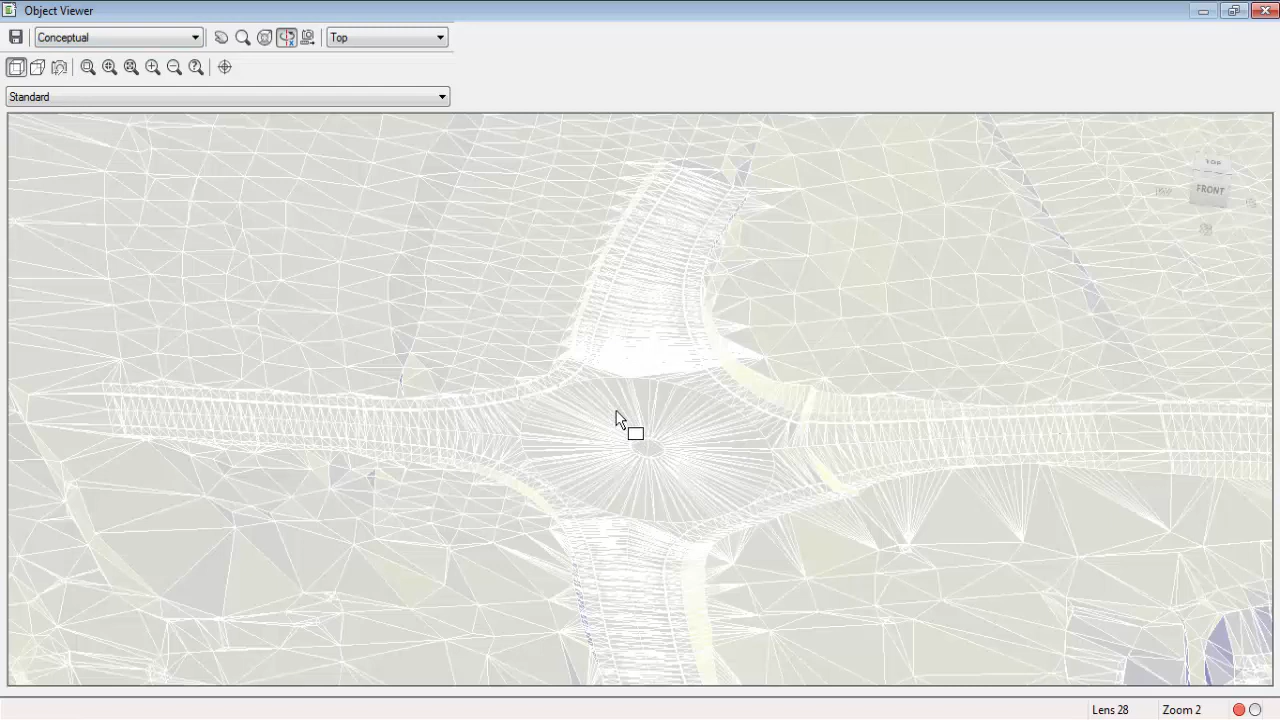 Object Viewer
Conceptual
Top
Standard
TOP
FRONT
Lens 28
Zoom 2